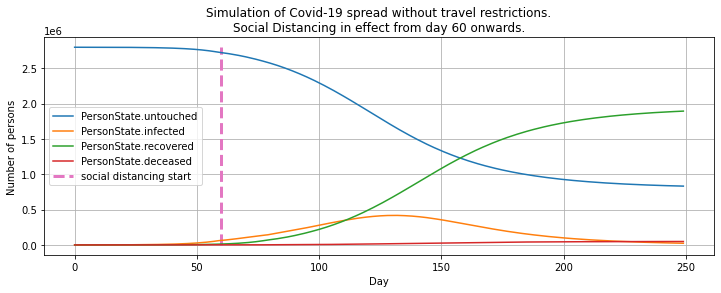 Simulation of Covid-19 spread without travel restrictions.
Social Distancing in effect from day 60 onwards.
1e6
2.5
2.0
1.5
1.0
0.5
0.0
Number of persons
PersonState.untouched
PersonState.infected
PersonState.recovered
PersonState.deceased
social distancing start
0 50 100 150 200 250
Day